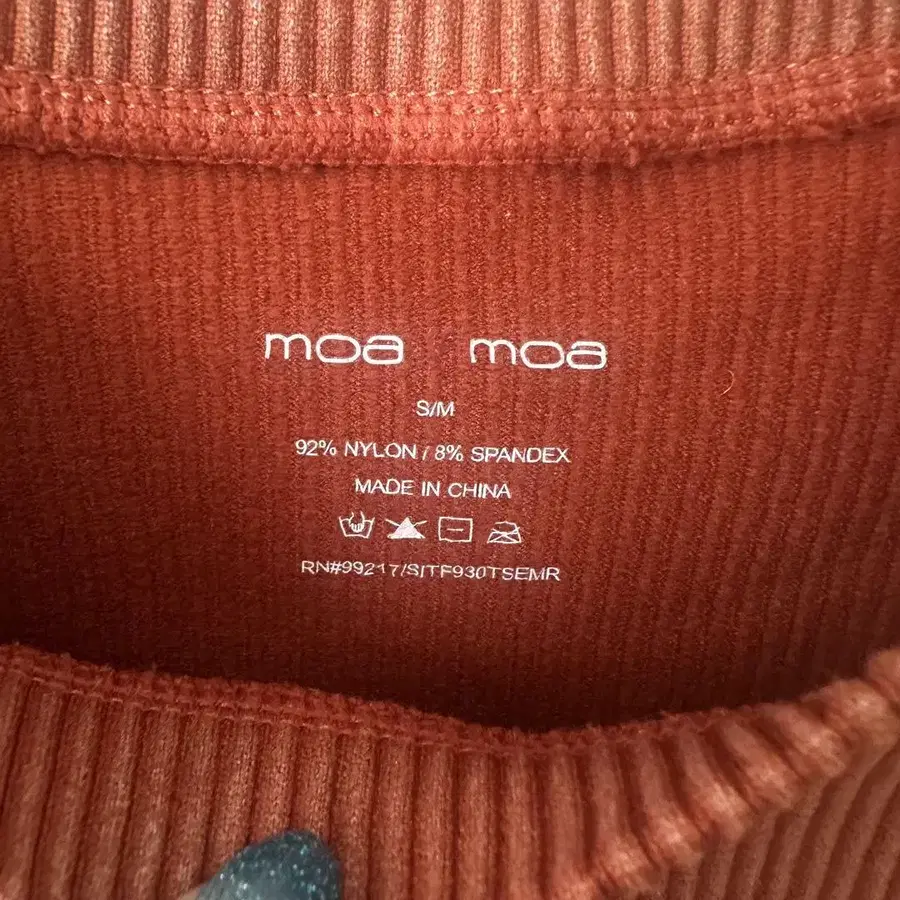 moa moa
S/M
92% NYLON / 8% SPANDEX
MADE IN CHINA
RN#99217/SITF930TSEMR